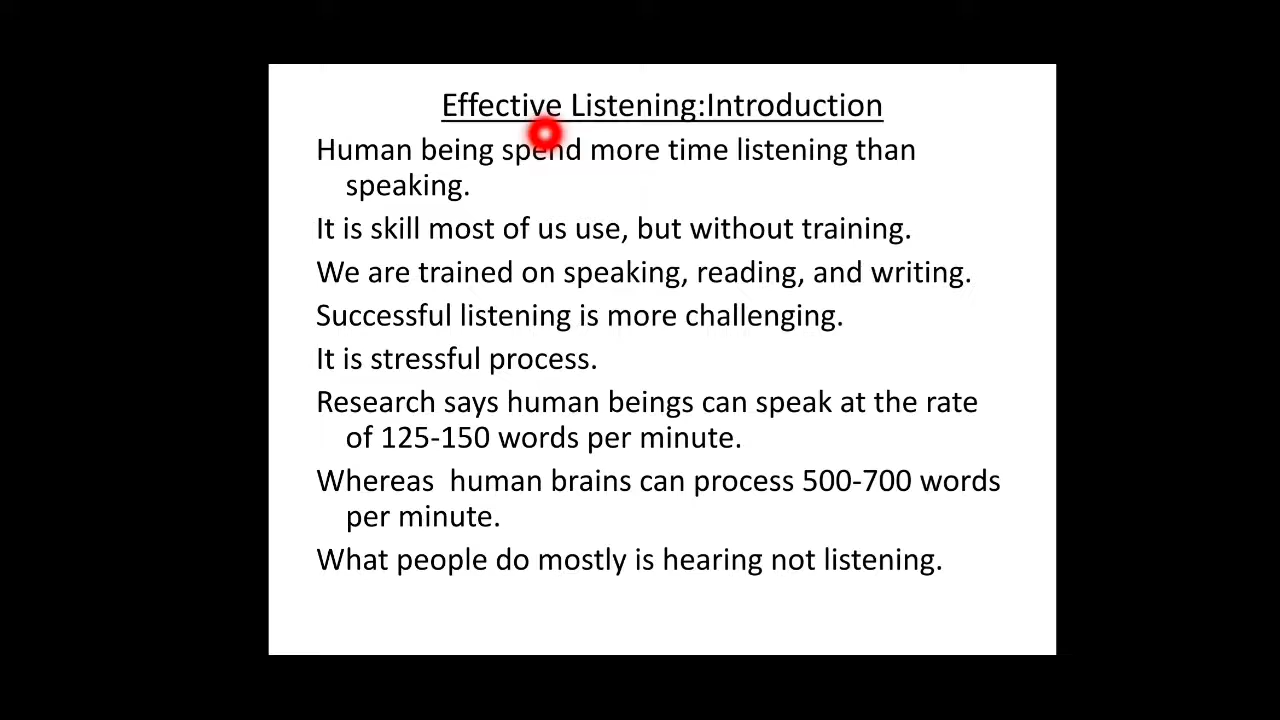 Effective Listening:Introduction
Human being spend more time listening than
speaking.
It is skill most of us use, but without training.
We are trained on speaking, reading, and writing.
Successful listening is more challenging.
It is stressful process.
Research says human beings can speak at the rate
of 125-150 words per minute.
Whereas  human brains can process 500-700 words
per minute.
What people do mostly is hearing not listening.